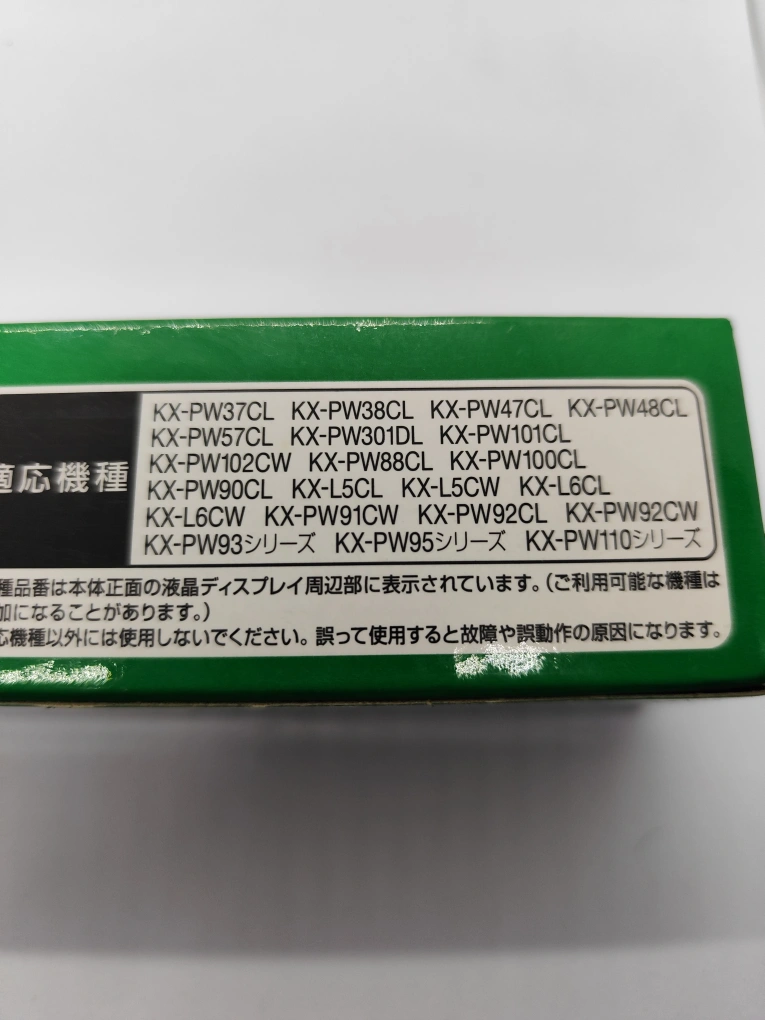 適応機種
KX-PW37CL KX-PW38CL KX-PW47CL KX-PW48CL
KX-PW57CL KX-PW301DL KX-PW101CL
KX-PW102CW KX-PW88CL KX-PW100CL
KX-PW90CL KX-L5CL KX-L5CW KX-L6CL
KX-L6CW KX-PW91CW KX-PW92CL KX-PW92CW
KX-PW93シリーズ KX-PW95シリーズ KX-PW110シリーズ
種品番は本体正面の液晶ディスプレイ周辺部に表示されています。(ご利用可能な機種は
加になることがあります。)
応機種以外には使用しないでください。誤って使用すると故障や誤動作の原因になります。